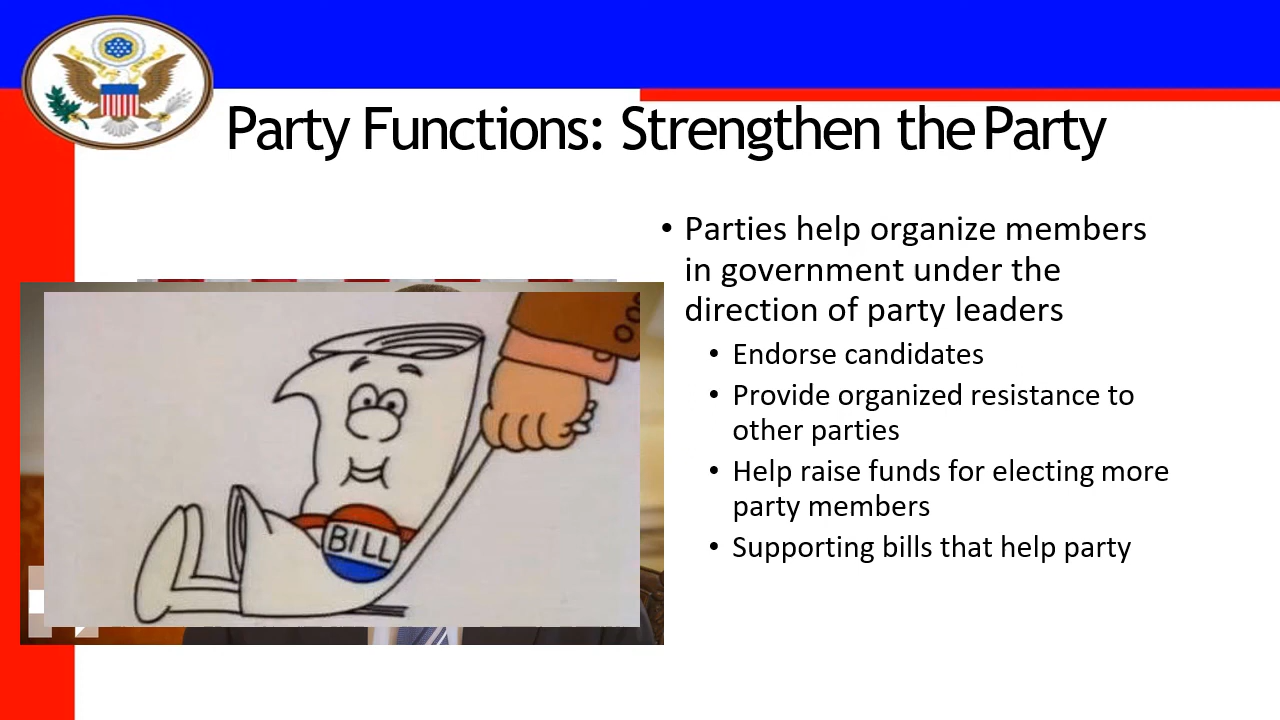 Party Functions: Strengthen the Party
• Parties help organize members
in government under the
direction of party leaders
• Endorse candidates
• Provide organized resistance to
other parties
• Help raise funds for electing more
party members
• Supporting bills that help party
BILL